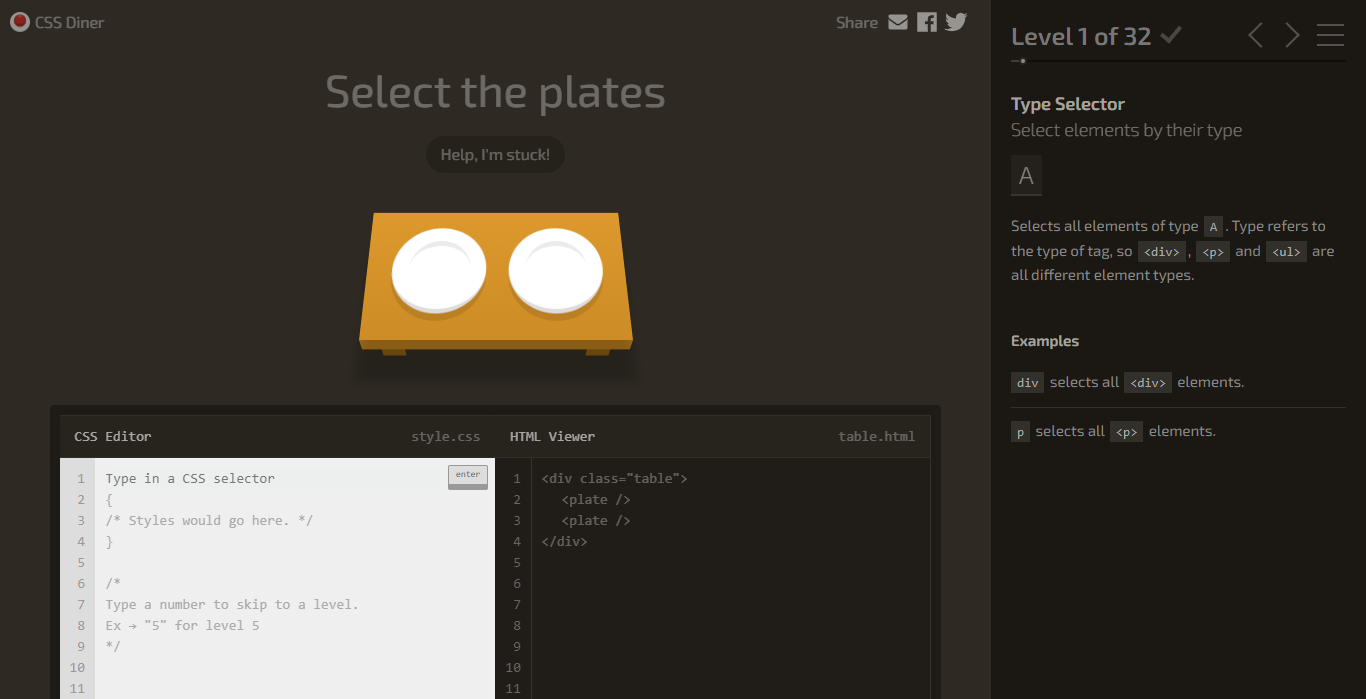 CSS Diner
Share
Select the plates
Help, I'm stuck!
CSS Editor
style.css
1 Type in a CSS selector
enter
2 {
3 /* Styles would go here. */
4 }
5
6 /*
7 Type a number to skip to a level.
8 Ex → "5" for level 5
9 */
10
11
HTML Viewer
table.html
1 <div class="table">
2 <plate />
3 <plate />
4 </div>
5
6
7
8
9
10
11
Level 1 of 32
Type Selector
Select elements by their type
A
Selects all elements of type A . Type refers to
the type of tag, so <div> , <p> and <ul> are
all different element types.
Examples
div selects all <div> elements.
p selects all <p> elements.